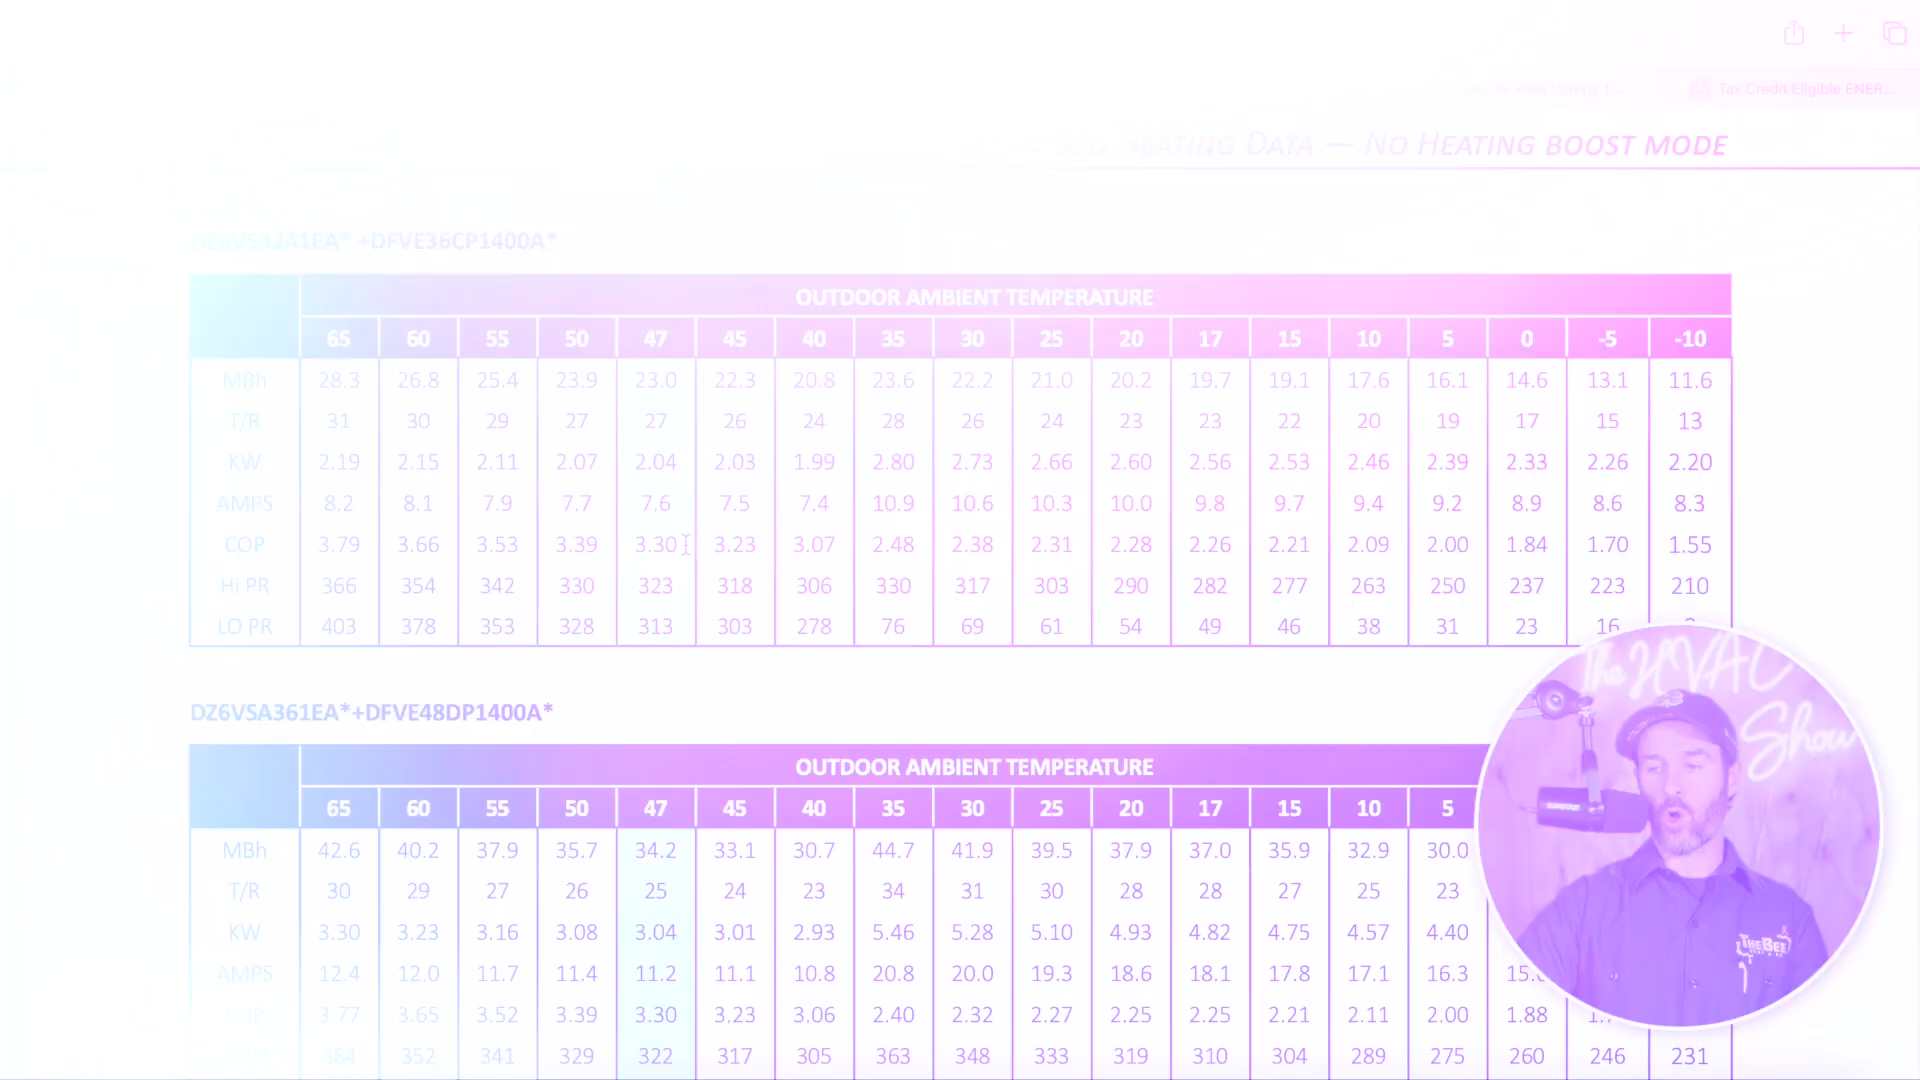 Tax Credit Eligible ENER...
HEATING DATA — NO HEATING BOOST MODE
DZ6VSA241EA* +DFVE36CP1400A*
OUTDOOR AMBIENT TEMPERATURE
65 60 55 50 47 45 40 35 30 25 20 17 15 10 5 0 -5 -10
MBh 28.3 26.8 25.4 23.9 23.0 22.3 20.8 23.6 22.2 21.0 20.2 19.7 19.1 17.6 16.1 14.6 13.1 11.6
T/R 31 30 29 27 27 26 24 28 26 24 23 23 22 20 19 17 15 13
KW 2.19 2.15 2.11 2.07 2.04 2.03 1.99 2.80 2.73 2.66 2.60 2.56 2.53 2.46 2.39 2.33 2.26 2.20
AMPS 8.2 8.1 7.9 7.7 7.6 7.5 7.4 10.9 10.6 10.3 10.0 9.8 9.7 9.4 9.2 8.9 8.6 8.3
COP 3.79 3.66 3.53 3.39 3.30 3.23 3.07 2.48 2.38 2.31 2.28 2.26 2.21 2.09 2.00 1.84 1.70 1.55
Hi PR 366 354 342 330 323 318 306 330 317 303 290 282 277 263 250 237 223 210
LO PR 403 378 353 328 313 303 278 76 69 61 54 49 46 38 31 23 16
The HVAC
Show
THEBEE
DZ6VSA361EA*+DFVE48DP1400A*
OUTDOOR AMBIENT TEMPERATURE
65 60 55 50 47 45 40 35 30 25 20 17 15 10 5
MBh 42.6 40.2 37.9 35.7 34.2 33.1 30.7 44.7 41.9 39.5 37.9 37.0 35.9 32.9 30.0
T/R 30 29 27 26 25 24 23 34 31 30 28 28 27 25 23
KW 3.30 3.23 3.16 3.08 3.04 3.01 2.93 5.46 5.28 5.10 4.93 4.82 4.75 4.57 4.40
AMPS 12.4 12.0 11.7 11.4 11.2 11.1 10.8 20.8 20.0 19.3 18.6 18.1 17.8 17.1 16.3
COP 3.77 3.65 3.52 3.39 3.30 3.23 3.06 2.40 2.32 2.27 2.25 2.25 2.21 2.11 2.00 1.88
364 352 341 329 322 317 305 363 348 333 319 310 304 289 275 260 246 231